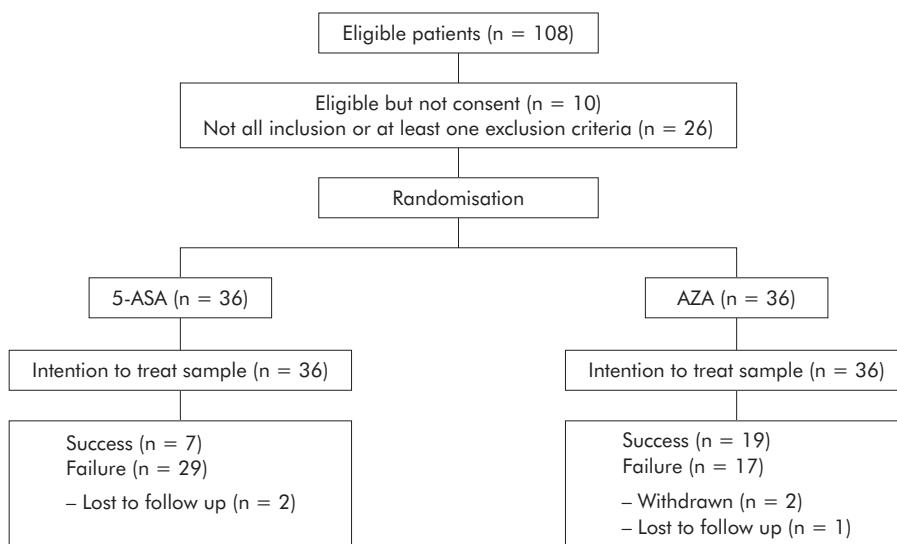 Eligible patients (n = 108)
Eligible but not consent (n = 10)
Not all inclusion or at least one exclusion criteria (n = 26)
Randomisation
5-ASA (n = 36)
AZA (n = 36)
Intention to treat sample (n = 36)
Intention to treat sample (n = 36)
Success (n = 7)
Failure (n = 29)
– Lost to follow up (n = 2)
Success (n = 19)
Failure (n = 17)
– Withdrawn (n = 2)
– Lost to follow up (n = 1)